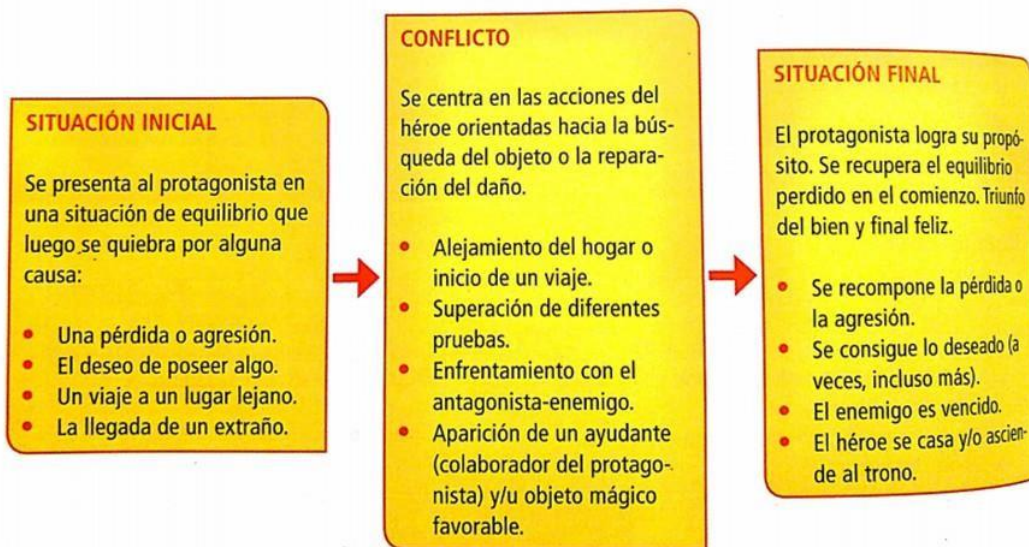 SITUACIÓN INICIAL
Se presenta al protagonista en
una situación de equilibrio que
luego se quiebra por alguna
causa:
• Una pérdida o agresión.
• El deseo de poseer algo.
• Un viaje a un lugar lejano.
• La llegada de un extraño.
CONFLICTO
Se centra en las acciones del
héroe orientadas hacia la bús-
queda del objeto o la repara-
ción del daño.
• Alejamiento del hogar o
inicio de un viaje.
• Superación de diferentes
pruebas.
• Enfrentamiento con el
antagonista-enemigo.
• Aparición de un ayudante
(colaborador del protago-
nista) y/u objeto mágico
favorable.
SITUACIÓN FINAL
El protagonista logra su propó-
sito. Se recupera el equilibrio
perdido en el comienzo. Triunfo
del bien y final feliz.
• Se recompone la pérdida o
la agresión.
• Se consigue lo deseado (a
veces, incluso más).
• El enemigo es vencido.
• El héroe se casa y/o ascien-
de al trono.